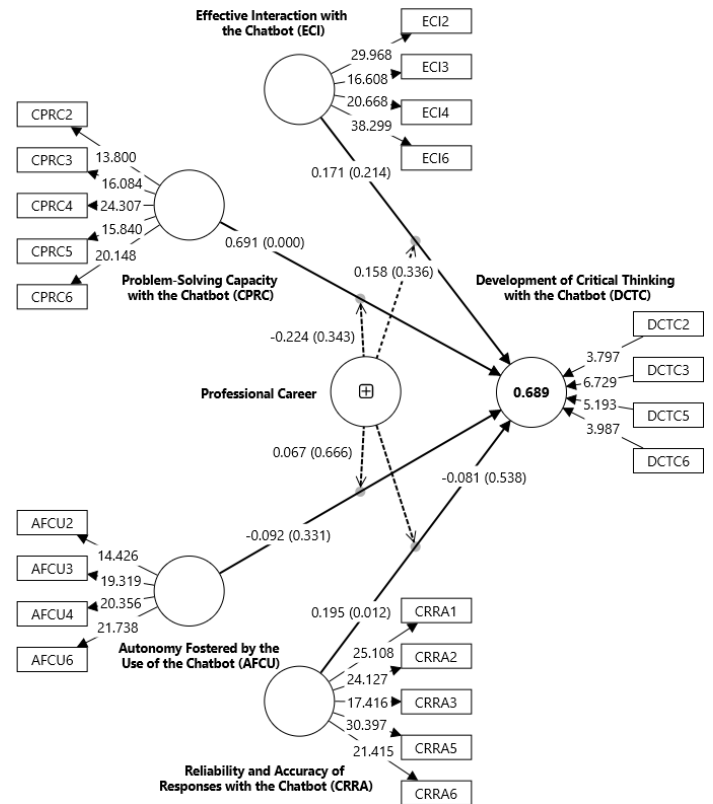 Effective Interaction with
the Chatbot (ECI)
ECI2
29.968
ECI3
16.608
20.668
ECI4
38.299
ECI6
CPRC2
13.800
CPRC3
16.084
CPRC4
24.307
CPRC5
15.840
20.148
CPRC6
0.171 (0.214)
0.691 (0.000)
Problem-Solving Capacity
with the Chatbot (CPRC)
0.158 (0.336)
Development of Critical Thinking
with the Chatbot (DCTC)
-0.224 (0.343)
DCTC2
3.797
DCTC3
6.729
5.193
DCTC5
3.987
DCTC6
Professional Career
0.689
0.067 (0.666)
-0.081 (0.538)
-0.092 (0.331)
AFCU2
14.426
AFCU3
19.319
AFCU4
20.356
21.738
AFCU6
Autonomy Fostered by the
Use of the Chatbot (AFCU)
0.195 (0.012)
CRRA1
25.108
CRRA2
24.127
CRRA3
17.416
30.397
CRRA5
21.415
CRRA6
Reliability and Accuracy of
Responses with the Chatbot (CRRA)